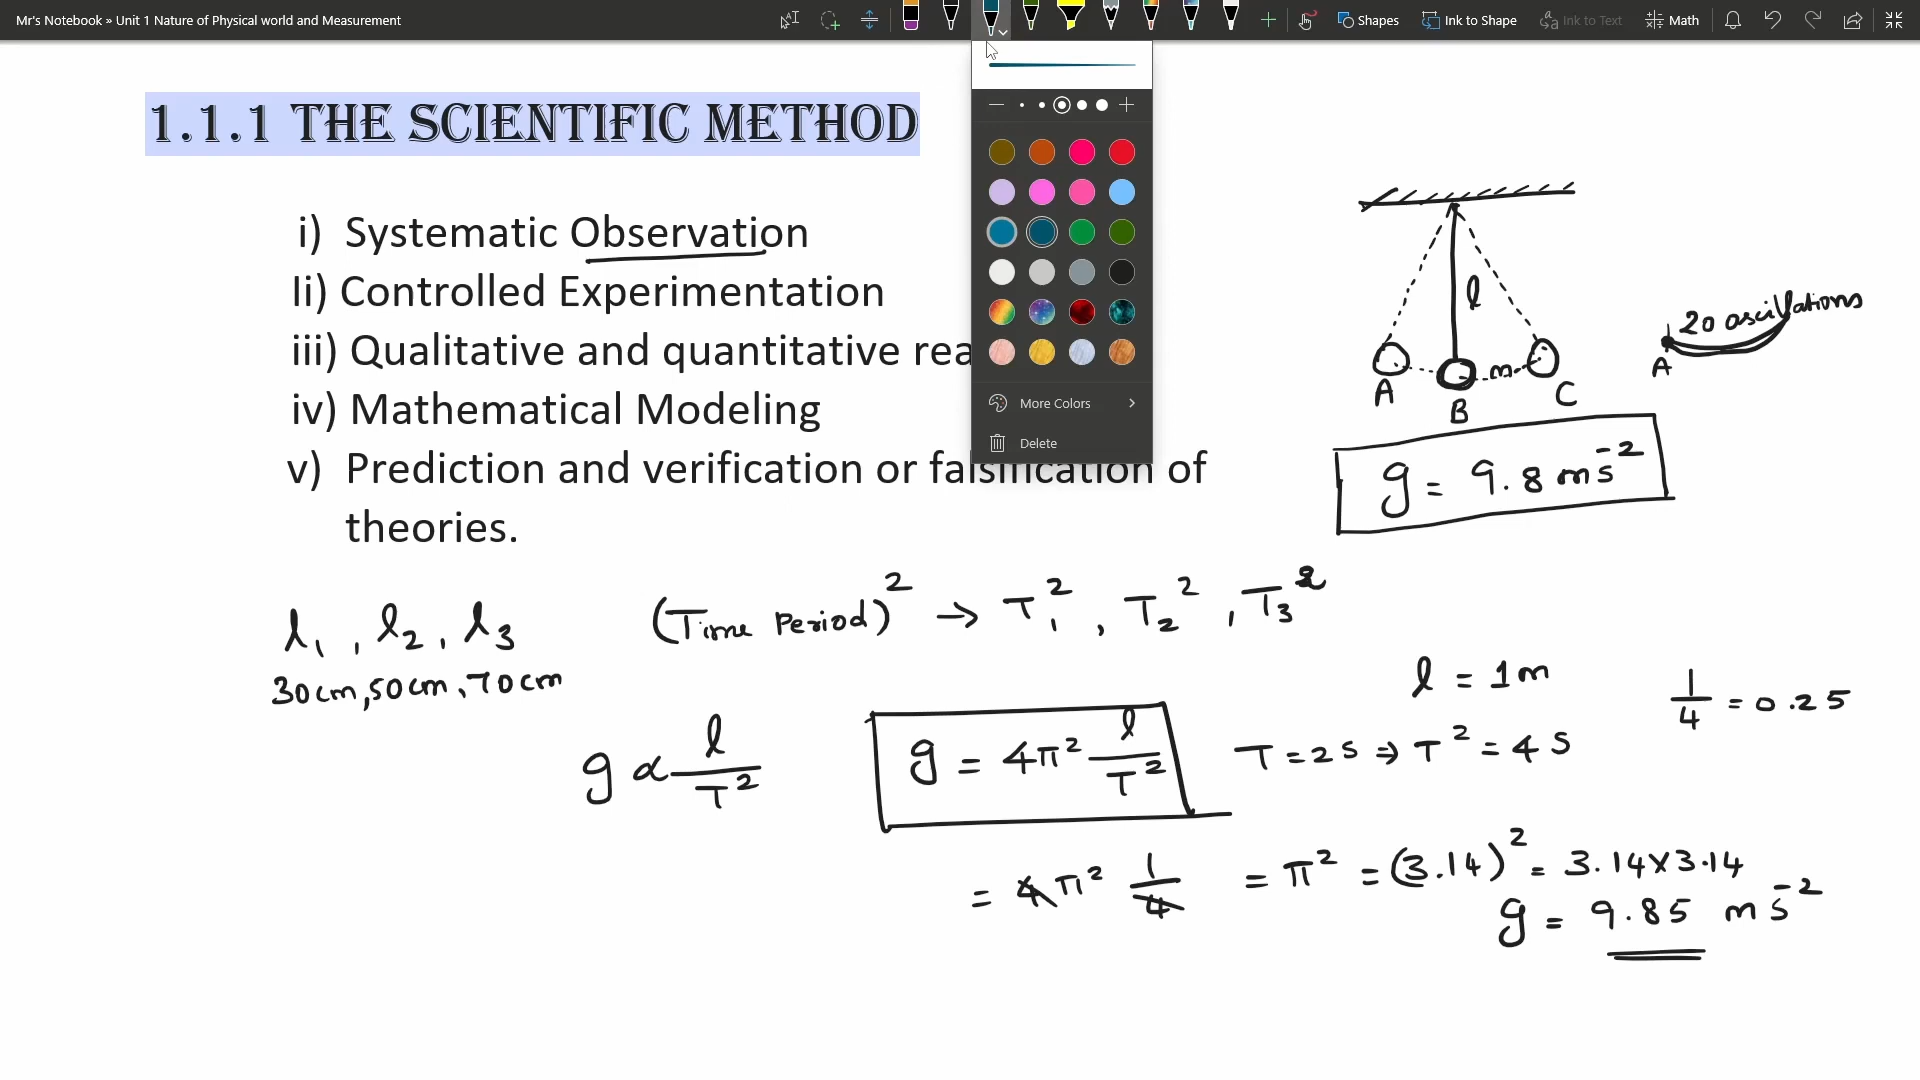 Mr's Notebook » Unit 1 Nature of Physical world and Measurement
Shapes Ink to Shape Ink to Text Math
1.1.1 THE SCIENTIFIC METHOD
i) Systematic Observation
Ii) Controlled Experimentation
iii) Qualitative and quantitative rea
iv) Mathematical Modeling
v) Prediction and verification or falsification of
theories.
More Colors
Delete
l
20 oscillations
A B m C
A
g = 9.8 ms⁻²
l₁, l₂, l₃
30cm, 50cm, 70cm
(Time Period)² → T₁², T₂², T₃²
l = 1m
1/4 = 0.25
g ∝ l/T²
g = 4π² l/T²
T = 2s ⇒ T² = 4 S
= 4π² 1/4 = π² = (3.14)² = 3.14×3.14
g = 9.85 ms⁻²